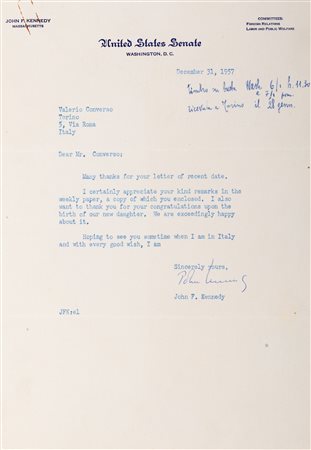 JOHN F. KENNEDY
MASSACHUSETTS
COMMITTEES:
FOREIGN RELATIONS
LABOR AND PUBLIC WELFARE
United States Senate
WASHINGTON, D.C.
December 31, 1957
Valerio Converso
Torino
5, Via Roma
Italy
Dear Mr. Converso:
Many thanks for your letter of recent date.
I certainly appreciate your kind remarks in the
weekly paper, a copy of which you enclosed. I also
want to thank you for your congratulations upon the
birth of our new daughter. We are exceedingly happy
about it.
Hoping to see you sometime when I am in Italy
and with every good wish, I am
Sincerely yours,
John F. Kennedy
JFK:el